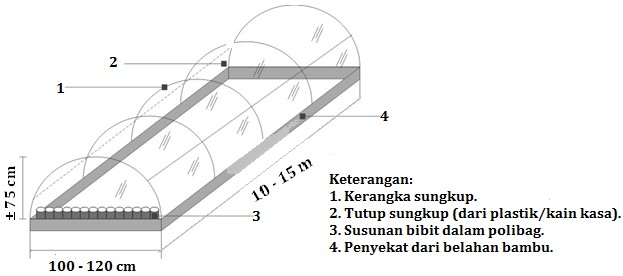 2
1
4
10 - 15 m
± 75 cm
3
100 - 120 cm
Keterangan:
1. Kerangka sungkup.
2. Tutup sungkup (dari plastik/kain kasa).
3. Susunan bibit dalam polibag.
4. Penyekat dari belahan bambu.